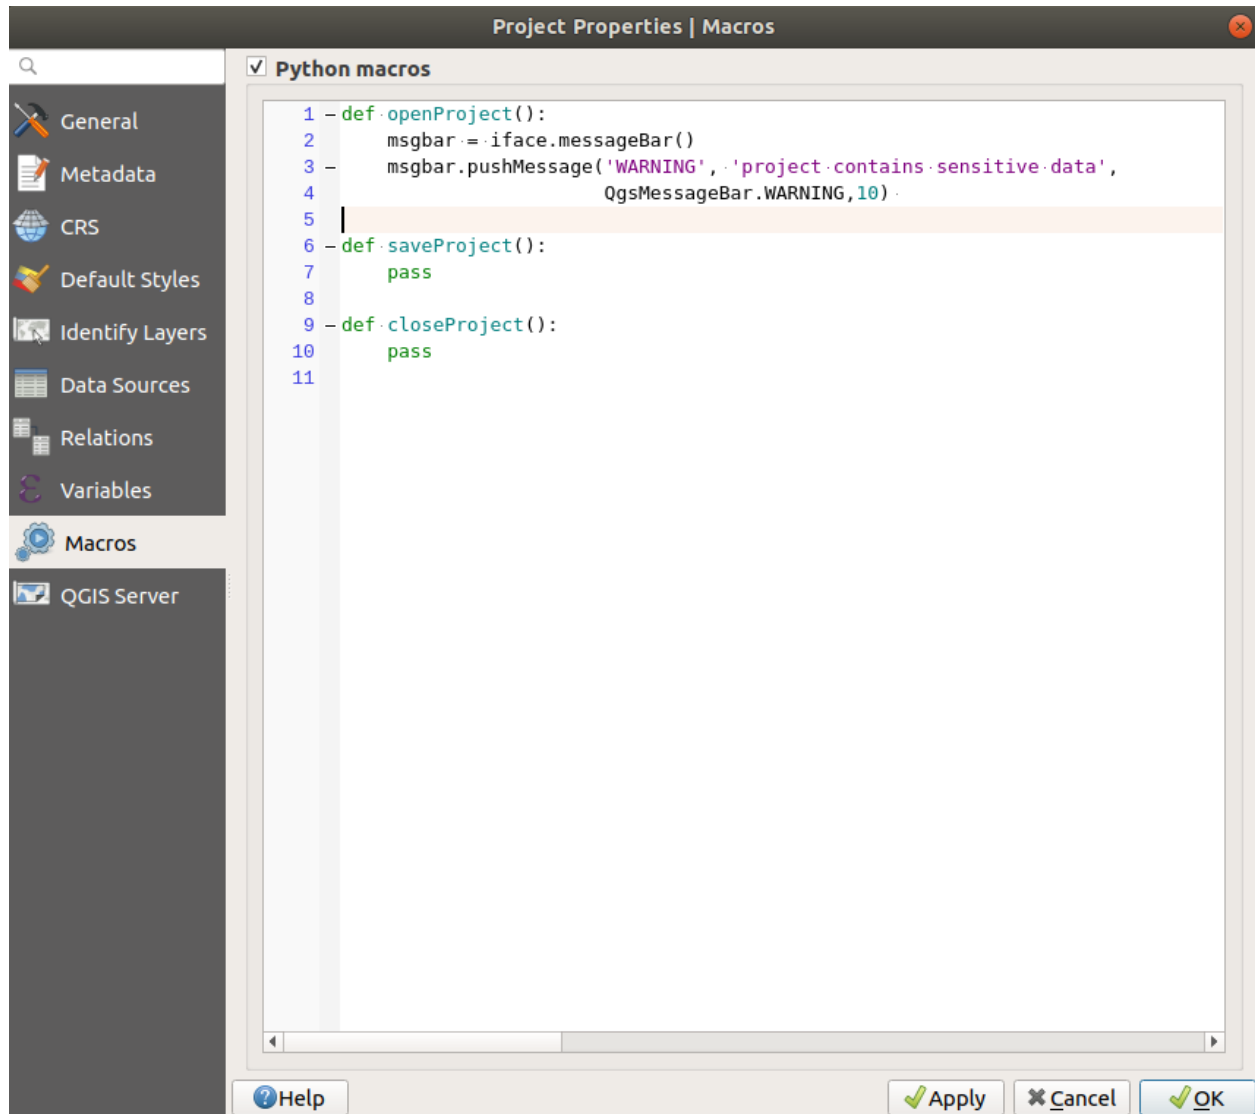 Project Properties | Macros
General
Metadata
CRS
Default Styles
Identify Layers
Data Sources
Relations
Variables
Macros
QGIS Server
Python macros
1 def openProject():
2     msgbar = iface.messageBar()
3     msgbar.pushMessage('WARNING', 'project contains sensitive data',
4                        QgsMessageBar.WARNING,10)
5
6 def saveProject():
7     pass
8
9 def closeProject():
10     pass
11
Help
Apply
Cancel
OK